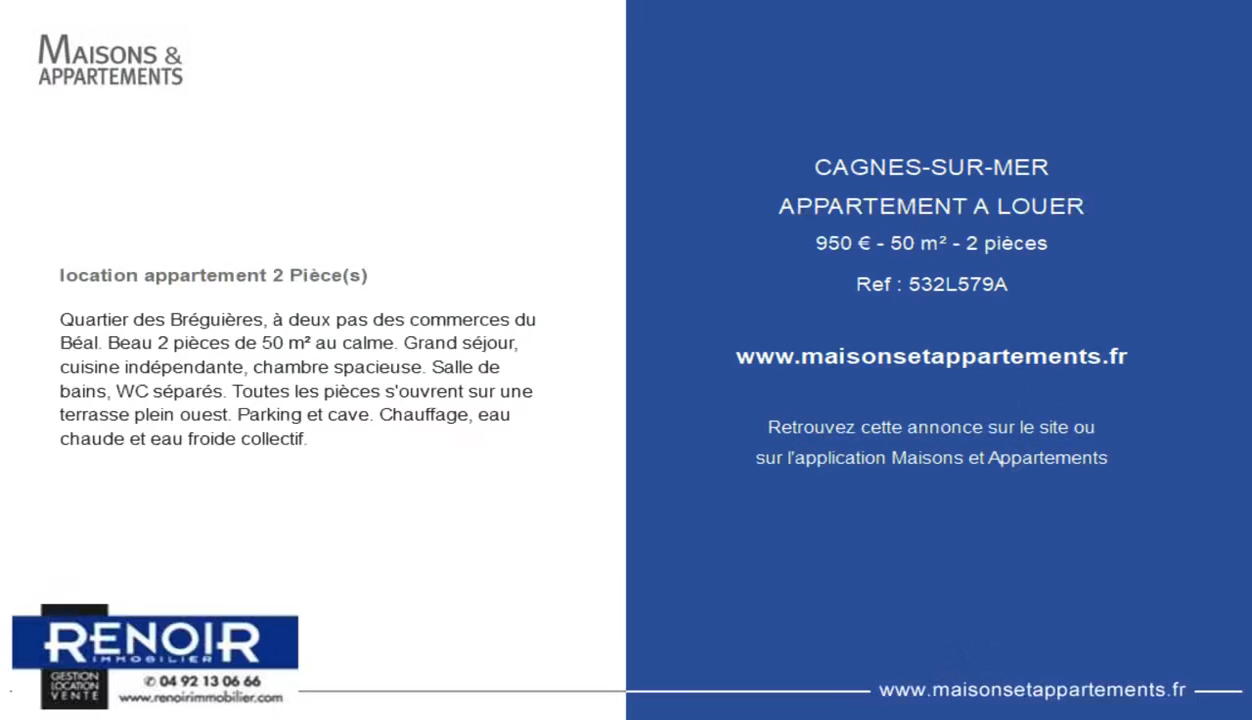 MAISONS &
APPARTEMENTS
location appartement 2 Pièce(s)
Quartier des Bréguières, à deux pas des commerces du
Béal. Beau 2 pièces de 50 m² au calme. Grand séjour,
cuisine indépendante, chambre spacieuse. Salle de
bains, WC séparés. Toutes les pièces s'ouvrent sur une
terrasse plein ouest. Parking et cave. Chauffage, eau
chaude et eau froide collectif.
RENOIR
IMMOBILIER
GESTION
LOCATION
VENTE
✆ 04 92 13 06 66
www.renoirimmobilier.com
CAGNES-SUR-MER
APPARTEMENT A LOUER
950 € - 50 m² - 2 pièces
Ref : 532L579A
www.maisonsetappartements.fr
Retrouvez cette annonce sur le site ou
sur l'application Maisons et Appartements
www.maisonsetappartements.fr